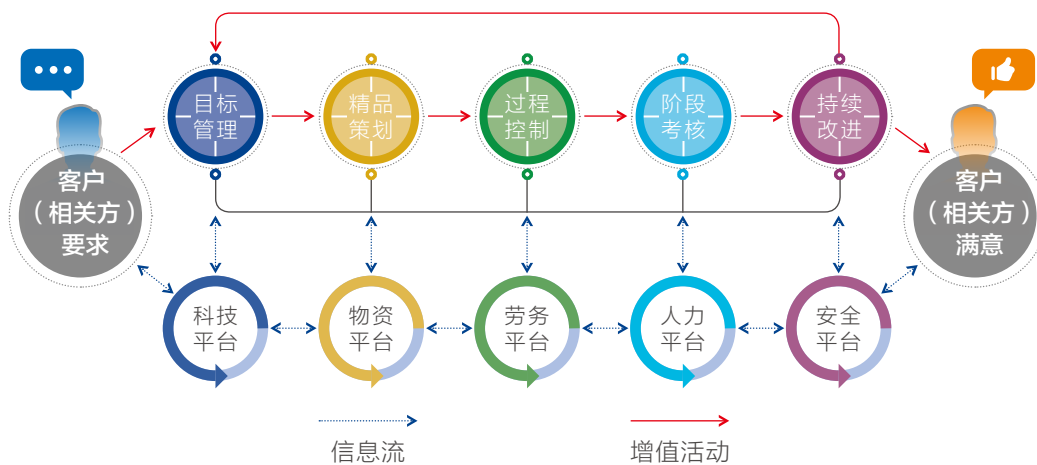 目标
管理
精品
策划
过程
控制
阶段
考核
持续
改进
客户
（相关方）
要求
客户
（相关方）
满意
科技
平台
物资
平台
劳务
平台
人力
平台
安全
平台
信息流
增值活动